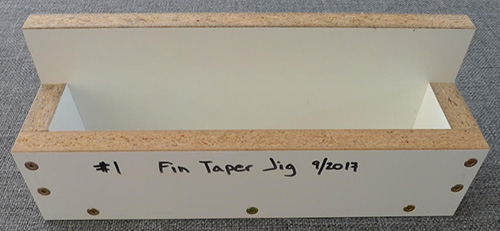 #1 Fin Taper Jig 9/2017